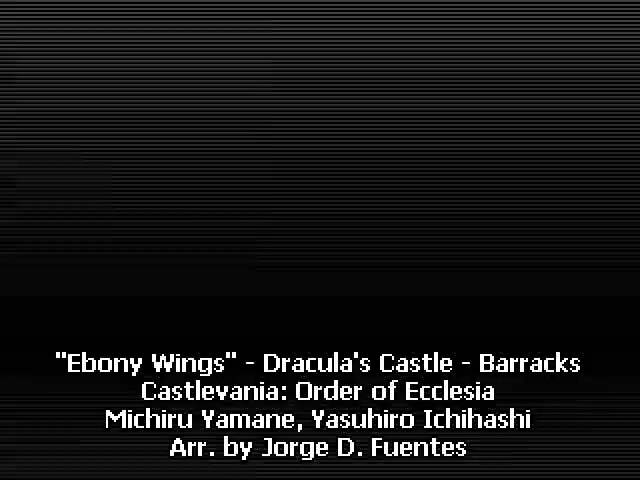 "Ebony Wings" - Dracula's Castle - Barracks
Castlevania: Order of Ecclesia
Michiru Yamane, Yasuhiro Ichihashi
Arr. by Jorge D. Fuentes